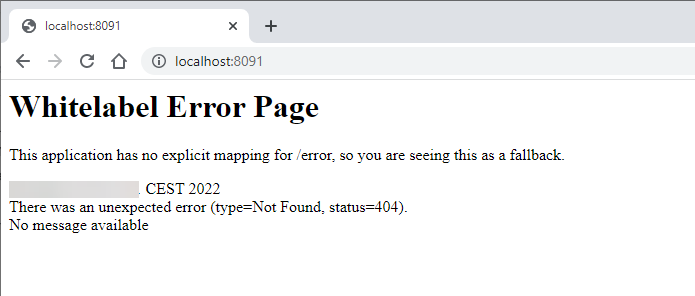 localhost:8091
localhost:8091
Whitelabel Error Page
This application has no explicit mapping for /error, so you are seeing this as a fallback.
CEST 2022
There was an unexpected error (type=Not Found, status=404).
No message available